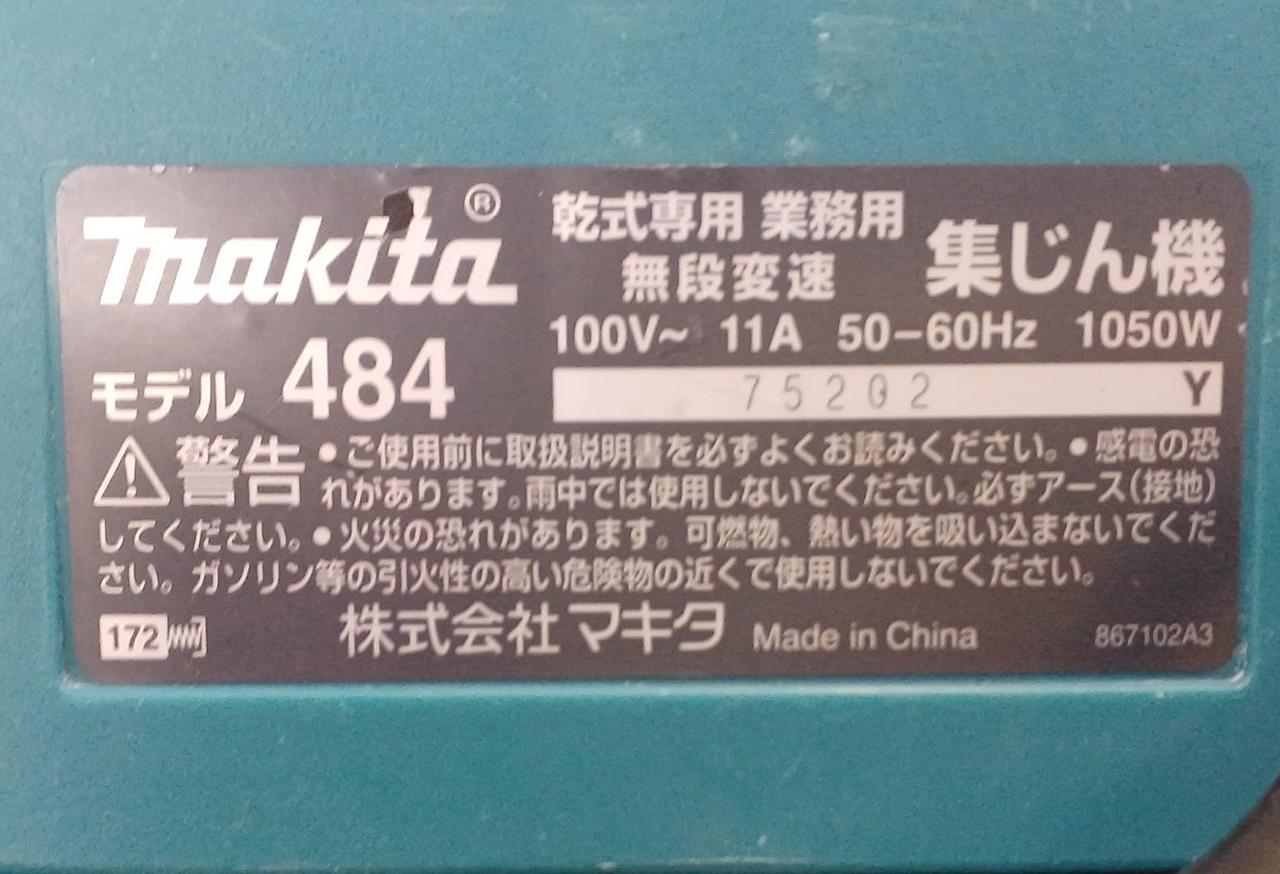 makita®
乾式専用 業務用
無段変速
集じん機
モデル 484
100V~ 11A 50-60Hz 1050W
75202 Y
警告 ●ご使用前に取扱説明書を必ずよくお読みください。●感電の恐
れがあります。雨中では使用しないでください。必ずアース(接地)
してください。●火災の恐れがあります。可燃物、熱い物を吸い込まないでくだ
さい。ガソリン等の引火性の高い危険物の近くで使用しないでください。
172 株式会社マキタ Made in China 867102A3